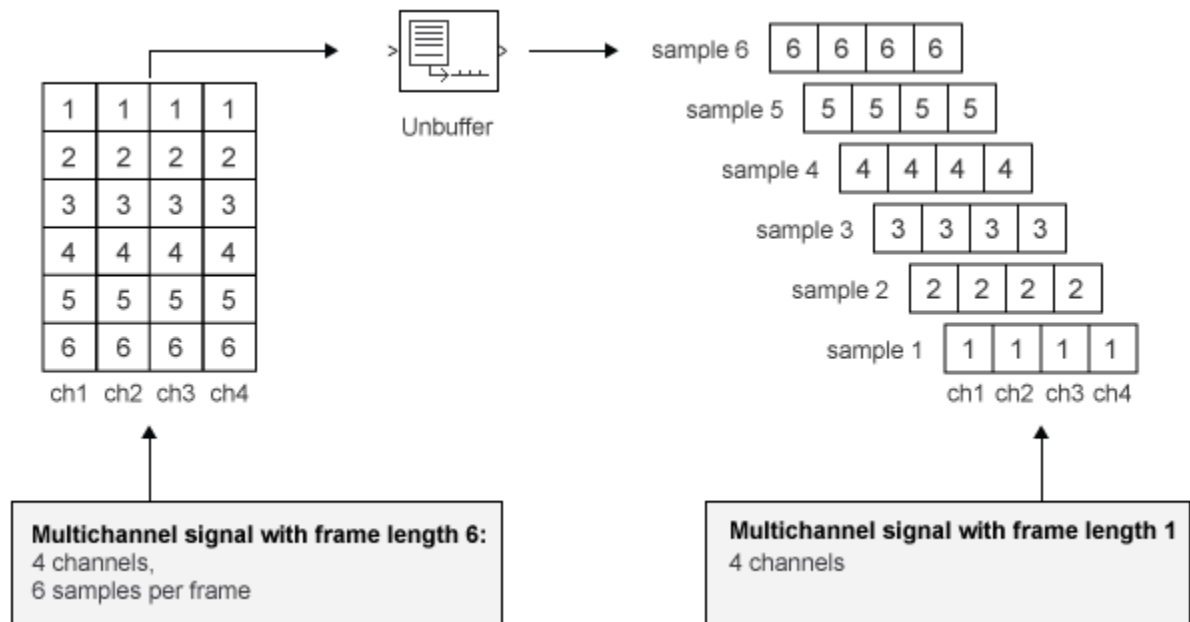 1 1 1 1
2 2 2 2
3 3 3 3
4 4 4 4
5 5 5 5
6 6 6 6
ch1 ch2 ch3 ch4
Unbuffer
sample 6 6 6 6 6
sample 5 5 5 5 5
sample 4 4 4 4 4
sample 3 3 3 3 3
sample 2 2 2 2 2
sample 1 1 1 1 1
ch1 ch2 ch3 ch4
Multichannel signal with frame length 6:
4 channels,
6 samples per frame
Multichannel signal with frame length 1
4 channels